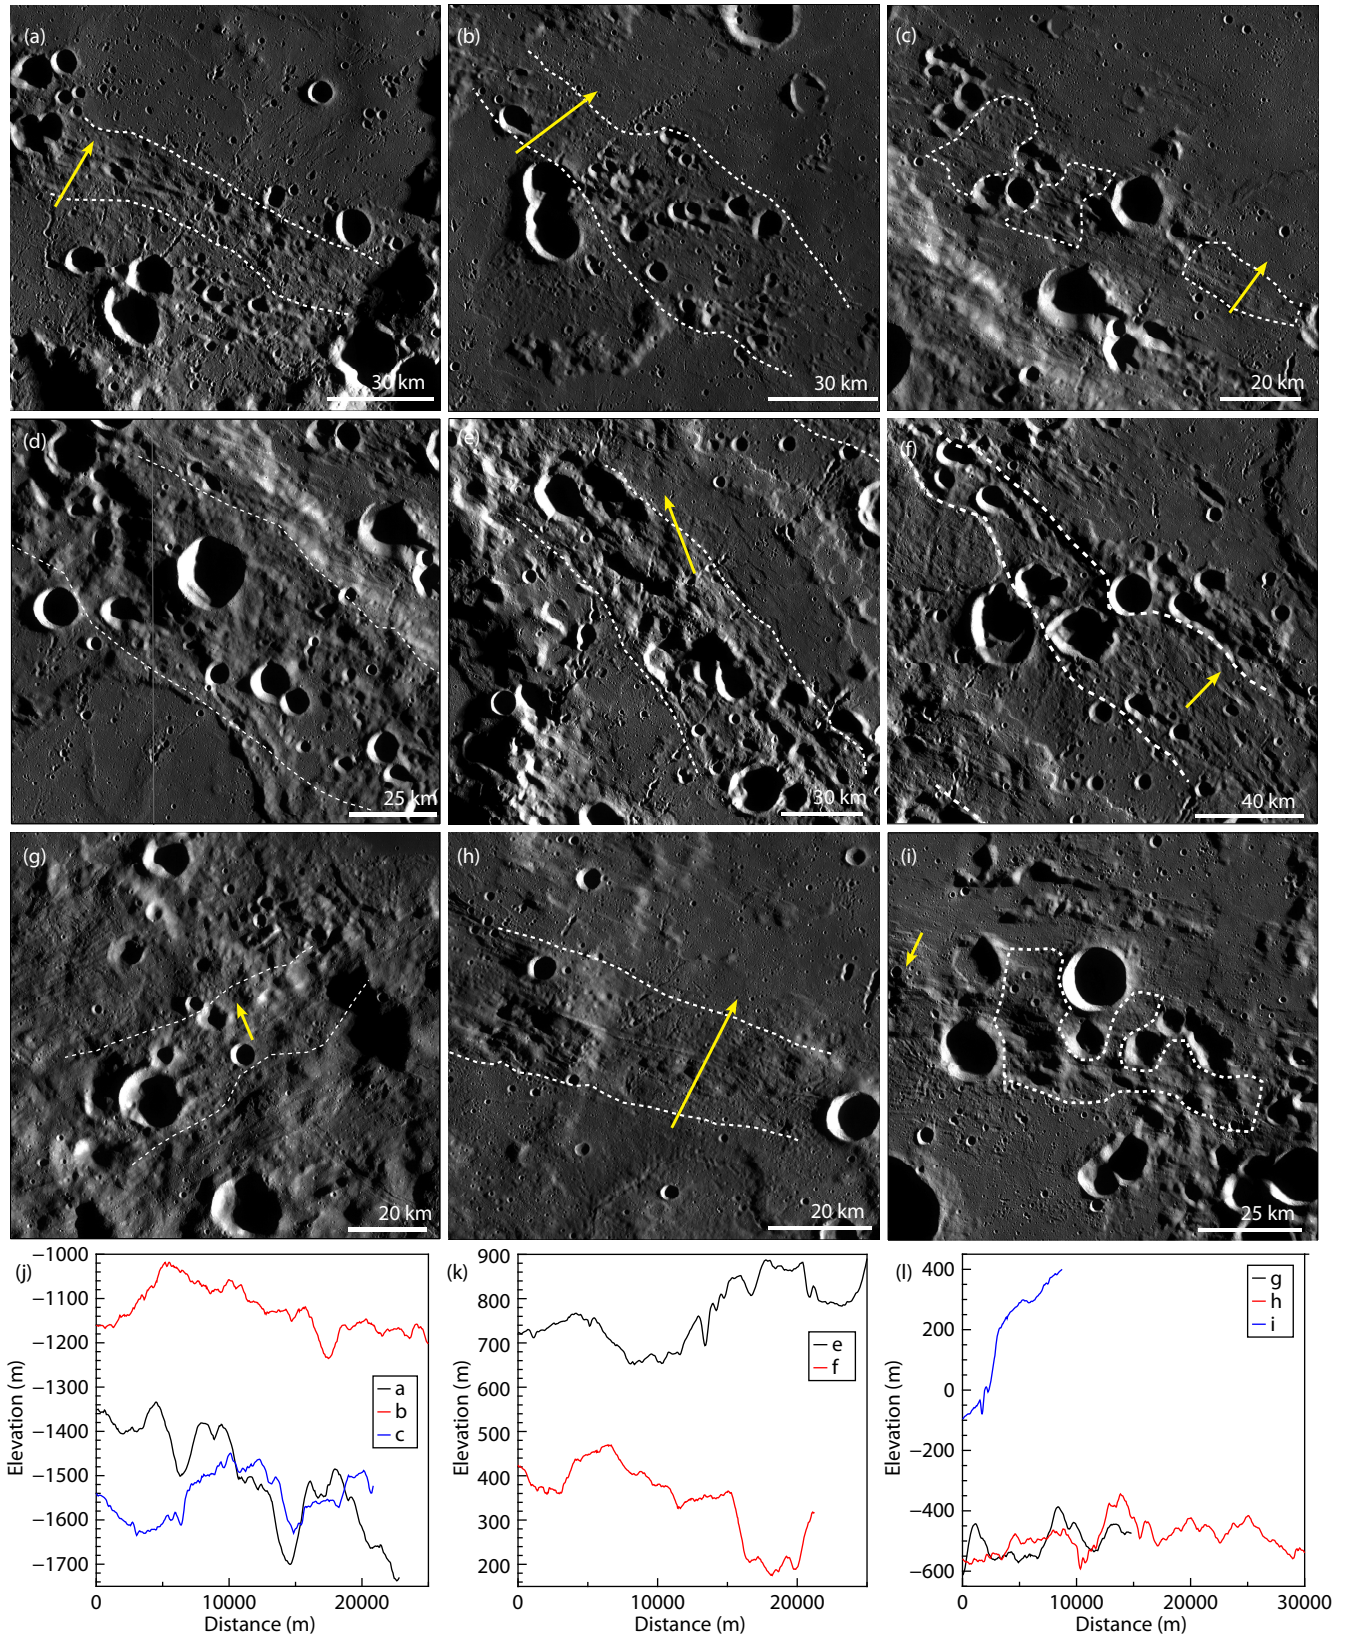 (a)
30 km
(b)
30 km
(c)
20 km
(d)
25 km
(e)
30 km
(f)
40 km
(g)
20 km
(h)
20 km
(i)
25 km
(j)
−1000
−1100
−1200
−1300
−1400
−1500
−1600
−1700
Elevation (m)
a
b
c
0
10000
20000
Distance (m)
(k)
900
800
700
600
500
400
300
200
Elevation (m)
e
f
0
10000
20000
Distance (m)
(l)
400
200
0
−200
−400
−600
Elevation (m)
g
h
i
0
10000
20000
30000
Distance (m)